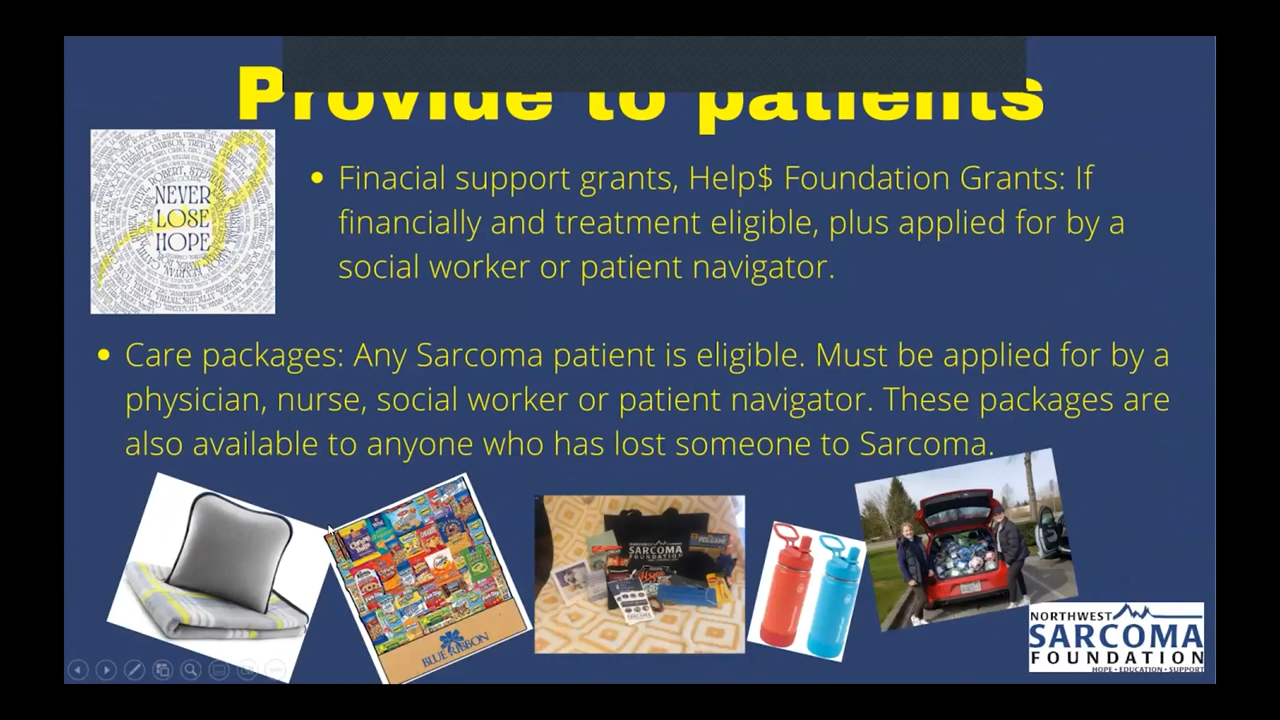 Provide to patients
NEVER
LOSE
HOPE
• Finacial support grants, Help$ Foundation Grants: If
financially and treatment eligible, plus applied for by a
social worker or patient navigator.
• Care packages: Any Sarcoma patient is eligible. Must be applied for by a
physician, nurse, social worker or patient navigator. These packages are
also available to anyone who has lost someone to Sarcoma.
BLUE RIBBON
SARCOMA
NORTHWEST
SARCOMA
FOUNDATION
HOPE • EDUCATION • SUPPORT